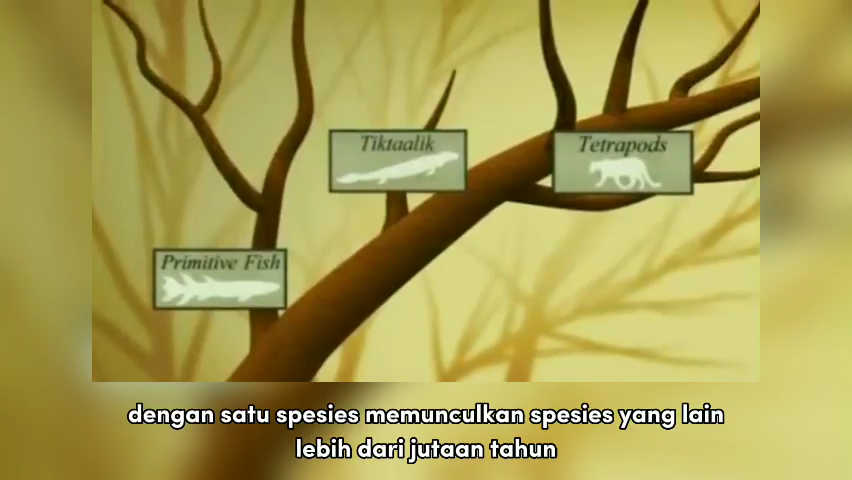 Tiktaalik
Tetrapods
Primitive Fish
dengan satu spesies memunculkan spesies yang lain
lebih dari jutaan tahun